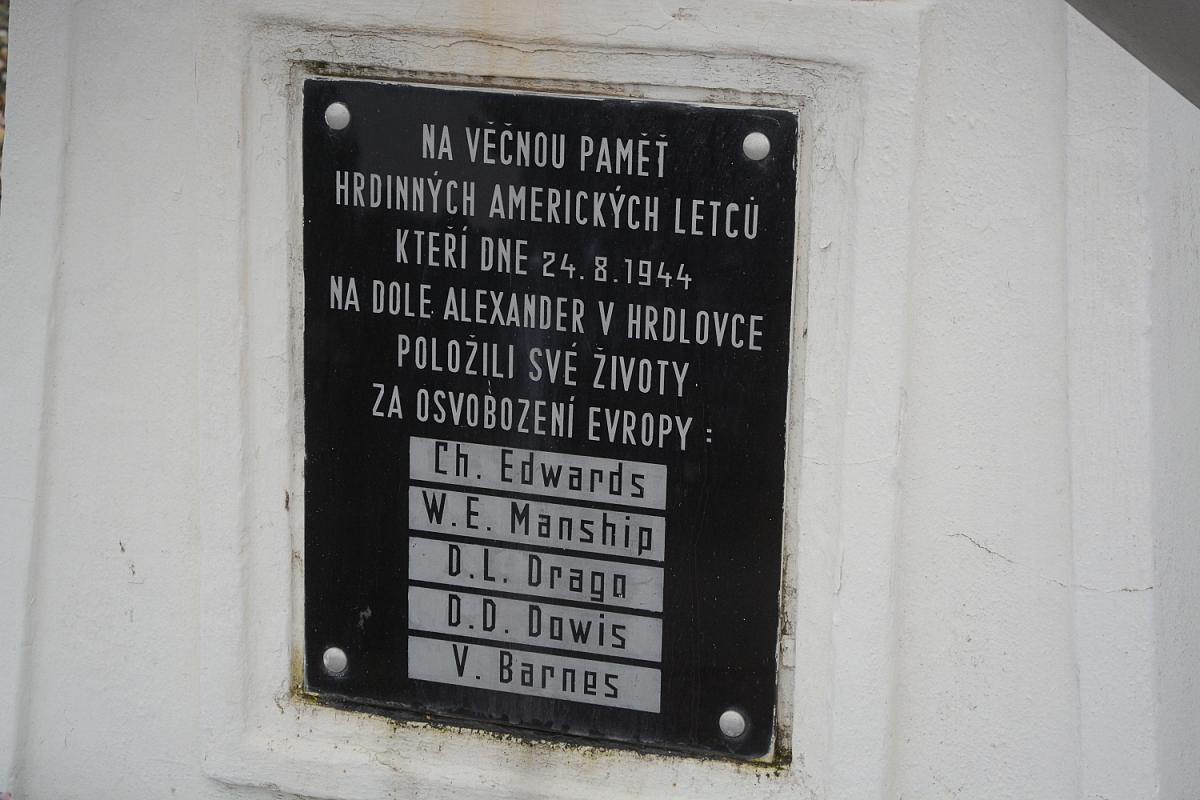 NA VĚČNOU PAMĚŤ
HRDINNÝCH AMERICKÝCH LETCŮ
KTEŘÍ DNE 24.8.1944
NA DOLE ALEXANDER V HRDLOVCE
POLOŽILI SVÉ ŽIVOTY
ZA OSVOBOZENÍ EVROPY :
Ch. Edwards
W.E. Manship
D.L. Drago
D.D. Dowis
V. Barnes